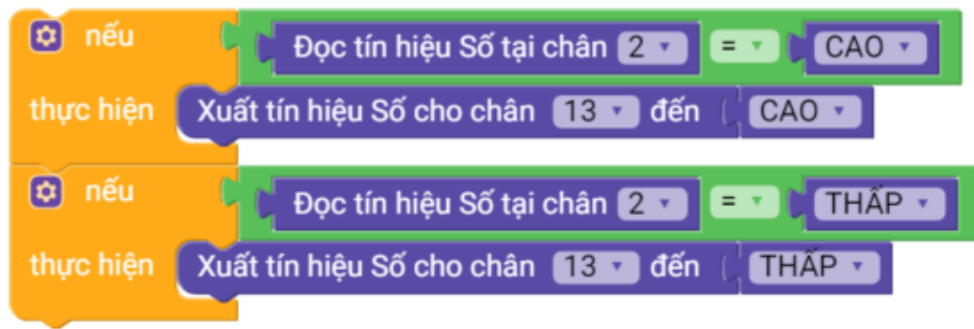 nếu Đọc tín hiệu Số tại chân 2 = CAO
thực hiện Xuất tín hiệu Số cho chân 13 đến CAO
nếu Đọc tín hiệu Số tại chân 2 = THẤP
thực hiện Xuất tín hiệu Số cho chân 13 đến THẤP